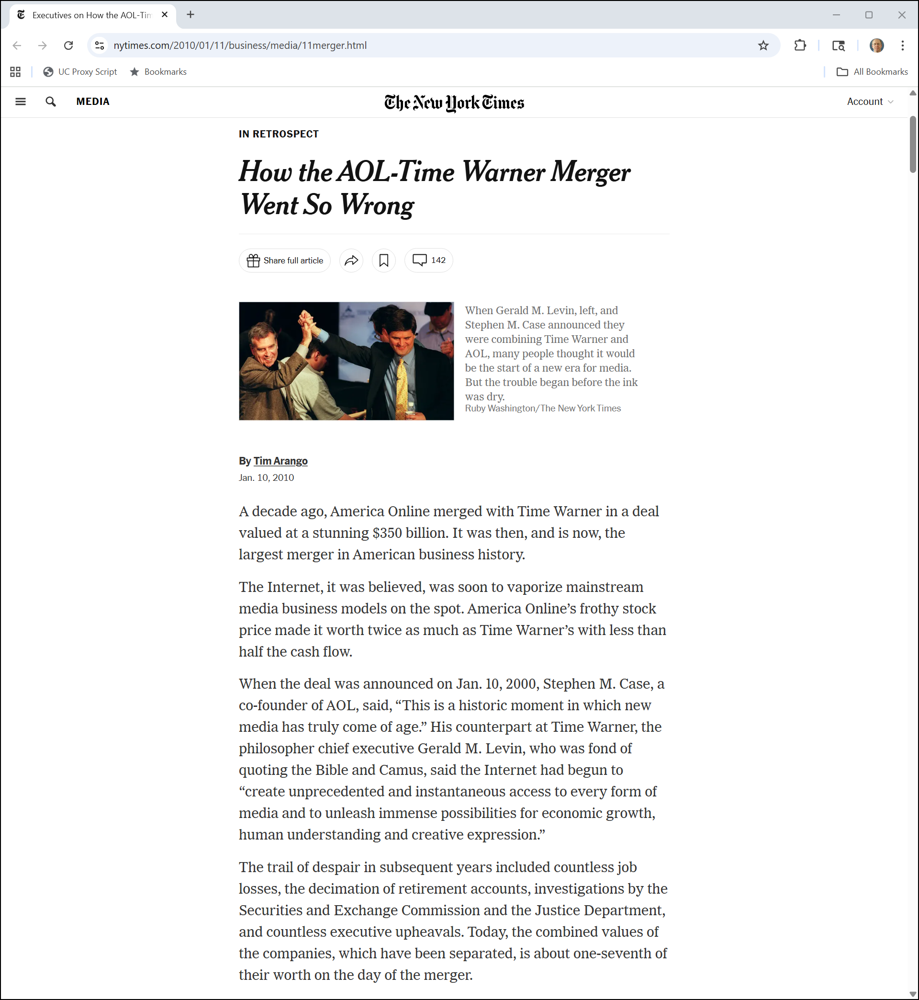 Executives on How the AOL-Tim
nytimes.com/2010/01/11/business/media/11merger.html
UC Proxy Script
Bookmarks
All Bookmarks
MEDIA
The New York Times
Account
IN RETROSPECT
How the AOL-Time Warner Merger
Went So Wrong
Share full article
142
When Gerald M. Levin, left, and
Stephen M. Case announced they
were combining Time Warner and
AOL, many people thought it would
be the start of a new era for media.
But the trouble began before the ink
was dry.
Ruby Washington/The New York Times
By Tim Arango
Jan. 10, 2010
A decade ago, America Online merged with Time Warner in a deal
valued at a stunning $350 billion. It was then, and is now, the
largest merger in American business history.
The Internet, it was believed, was soon to vaporize mainstream
media business models on the spot. America Online’s frothy stock
price made it worth twice as much as Time Warner’s with less than
half the cash flow.
When the deal was announced on Jan. 10, 2000, Stephen M. Case, a
co-founder of AOL, said, “This is a historic moment in which new
media has truly come of age.” His counterpart at Time Warner, the
philosopher chief executive Gerald M. Levin, who was fond of
quoting the Bible and Camus, said the Internet had begun to
“create unprecedented and instantaneous access to every form of
media and to unleash immense possibilities for economic growth,
human understanding and creative expression.”
The trail of despair in subsequent years included countless job
losses, the decimation of retirement accounts, investigations by the
Securities and Exchange Commission and the Justice Department,
and countless executive upheavals. Today, the combined values of
the companies, which have been separated, is about one-seventh of
their worth on the day of the merger.